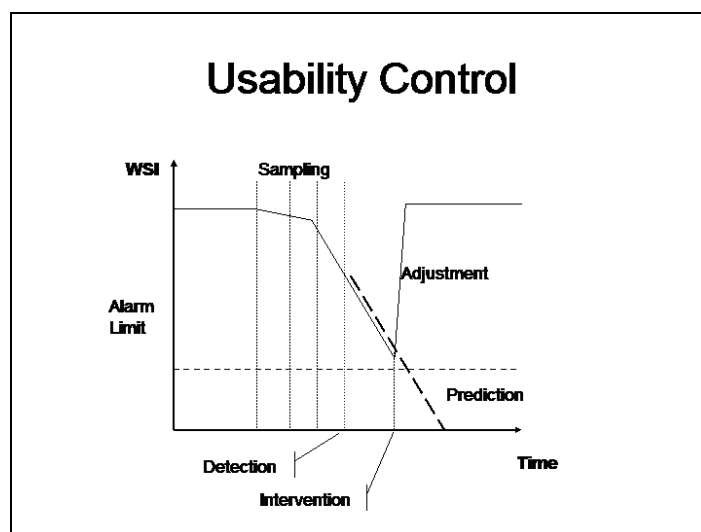 Usability Control
WSI
Sampling
Adjustment
Alarm
Limit
Prediction
Detection
Time
Intervention